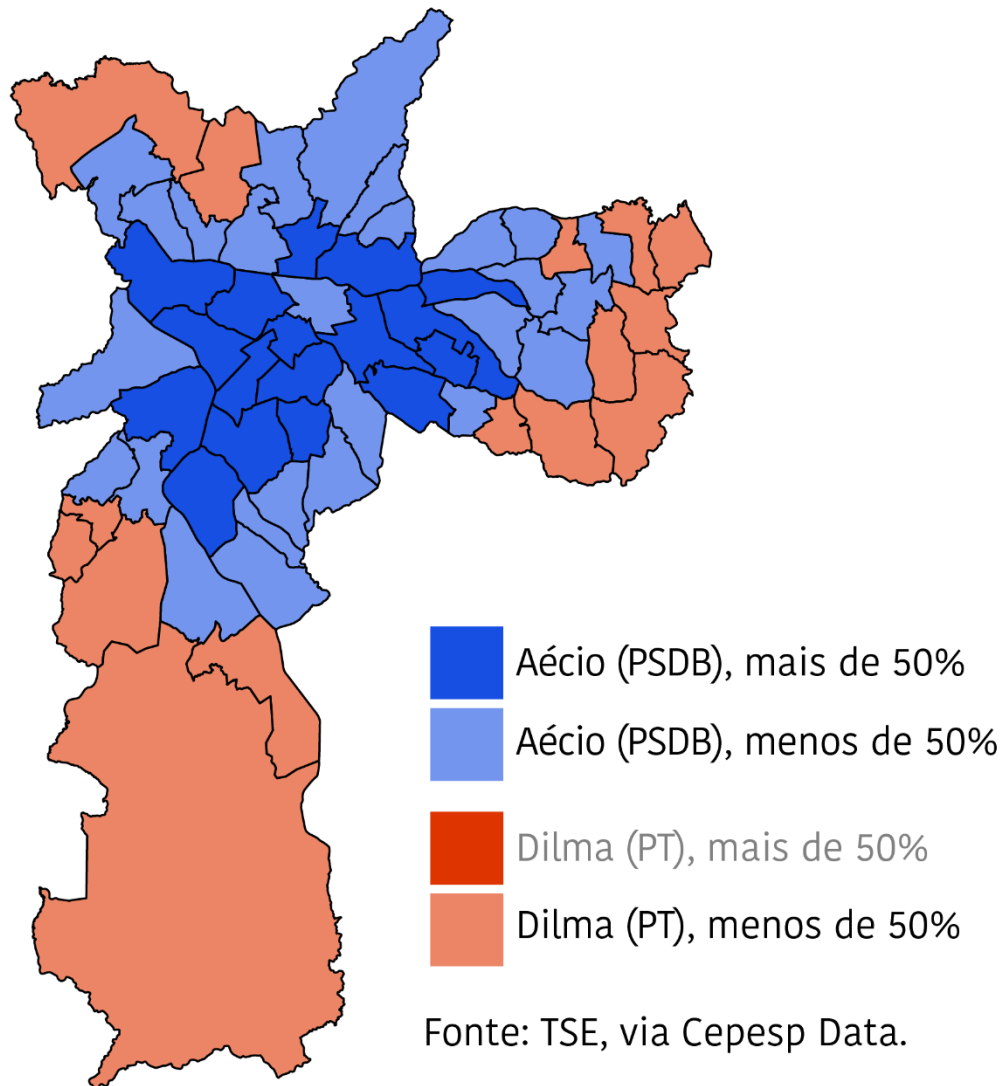 Aécio (PSDB), mais de 50%
Aécio (PSDB), menos de 50%
Dilma (PT), mais de 50%
Dilma (PT), menos de 50%
Fonte: TSE, via Cepesp Data.